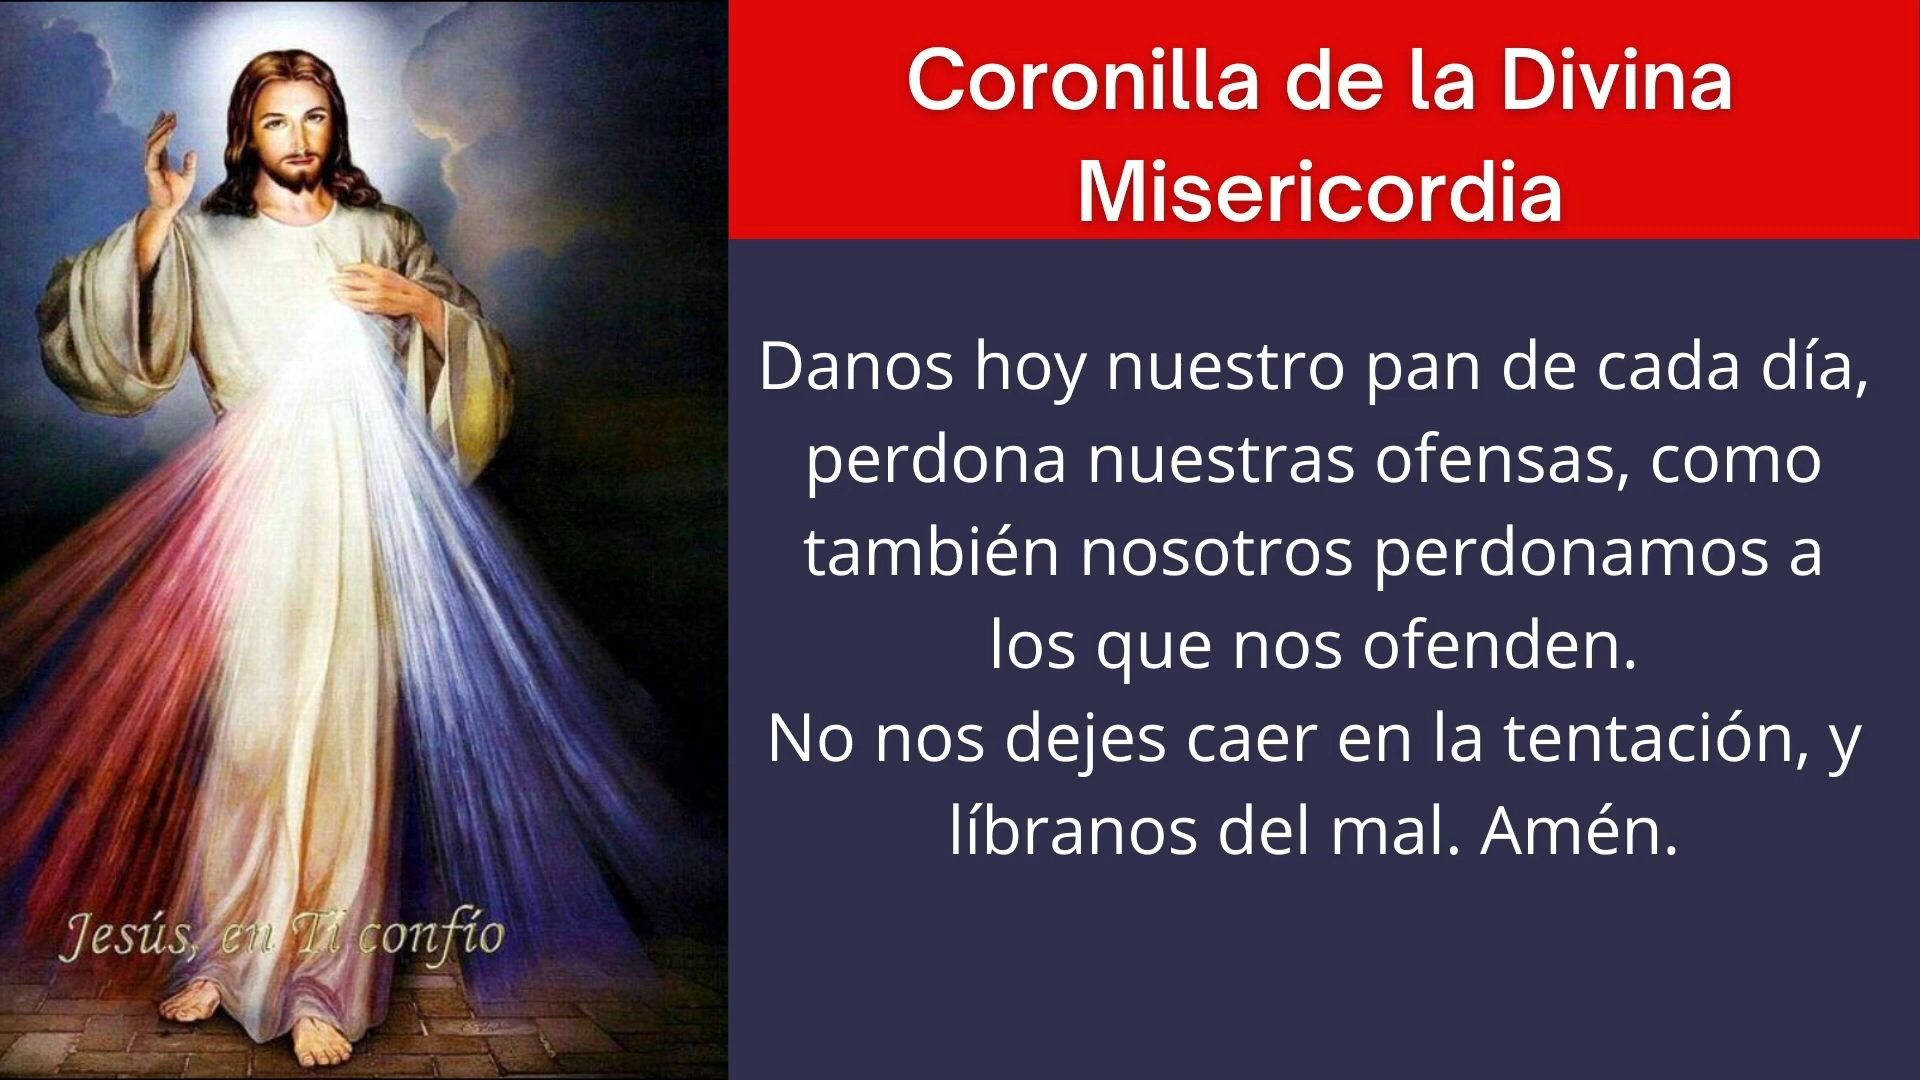 Coronilla de la Divina
Misericordia
Danos hoy nuestro pan de cada día,
perdona nuestras ofensas, como
también nosotros perdonamos a
los que nos ofenden.
No nos dejes caer en la tentación, y
líbranos del mal. Amén.
Jesús, en Ti confío